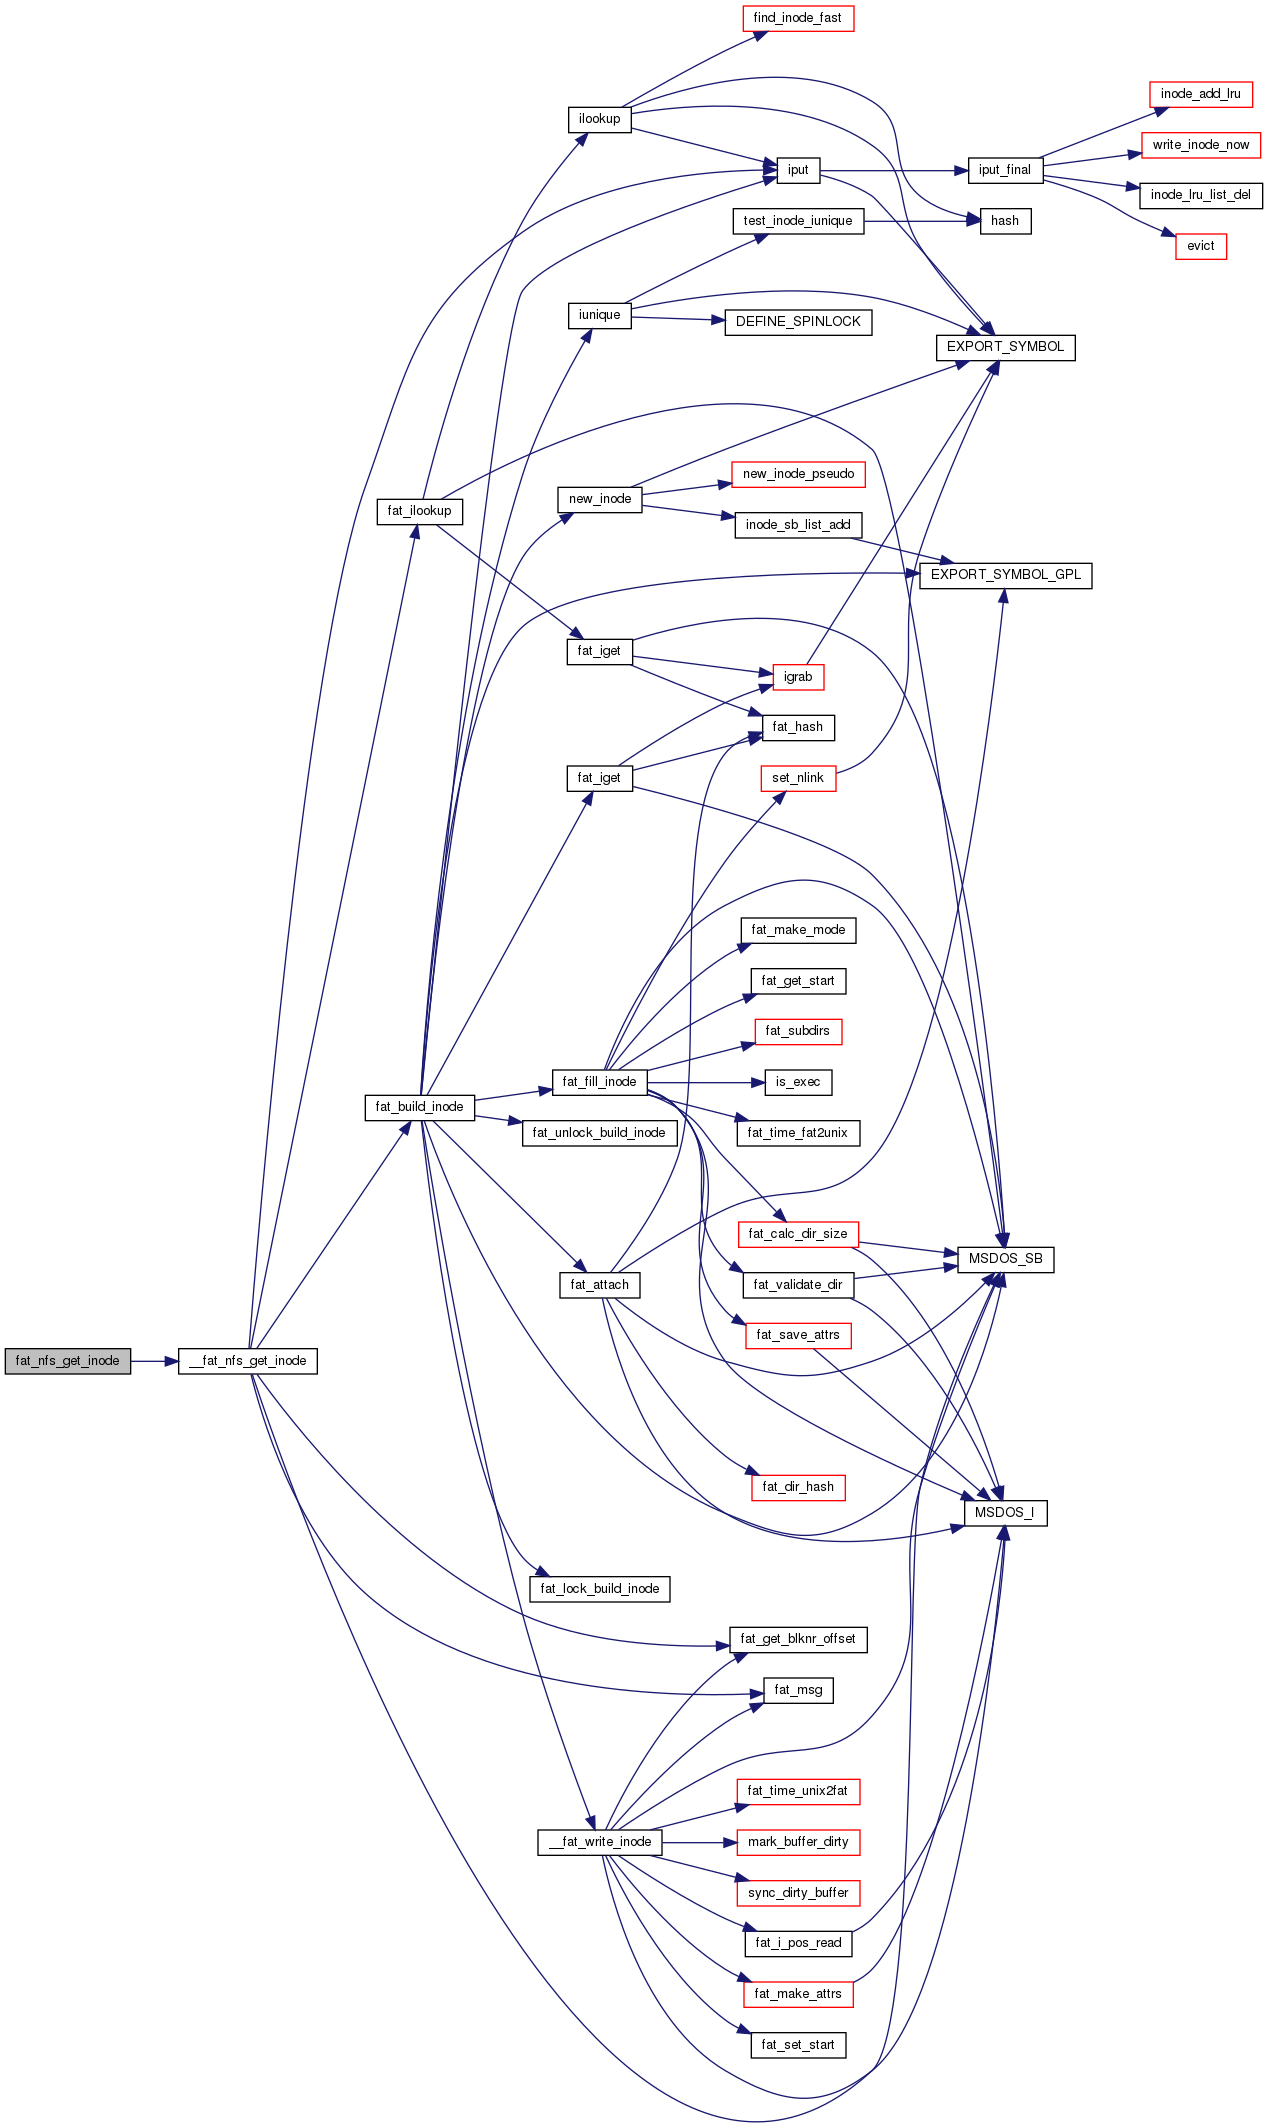 find_inode_fast
inode_add_lru
ilookup
write_inode_now
iput
iput_final
inode_lru_list_del
test_inode_iunique
hash
evict
iunique
DEFINE_SPINLOCK
EXPORT_SYMBOL
new_inode_pseudo
new_inode
fat_ilookup
inode_sb_list_add
EXPORT_SYMBOL_GPL
fat_iget
igrab
fat_hash
fat_iget
set_nlink
fat_make_mode
fat_get_start
fat_subdirs
fat_fill_inode
is_exec
fat_build_inode
fat_unlock_build_inode
fat_time_fat2unix
fat_calc_dir_size
MSDOS_SB
fat_attach
fat_validate_dir
fat_save_attrs
fat_nfs_get_inode
__fat_nfs_get_inode
fat_dir_hash
MSDOS_I
fat_lock_build_inode
fat_get_blknr_offset
fat_msg
fat_time_unix2fat
__fat_write_inode
mark_buffer_dirty
sync_dirty_buffer
fat_i_pos_read
fat_make_attrs
fat_set_start